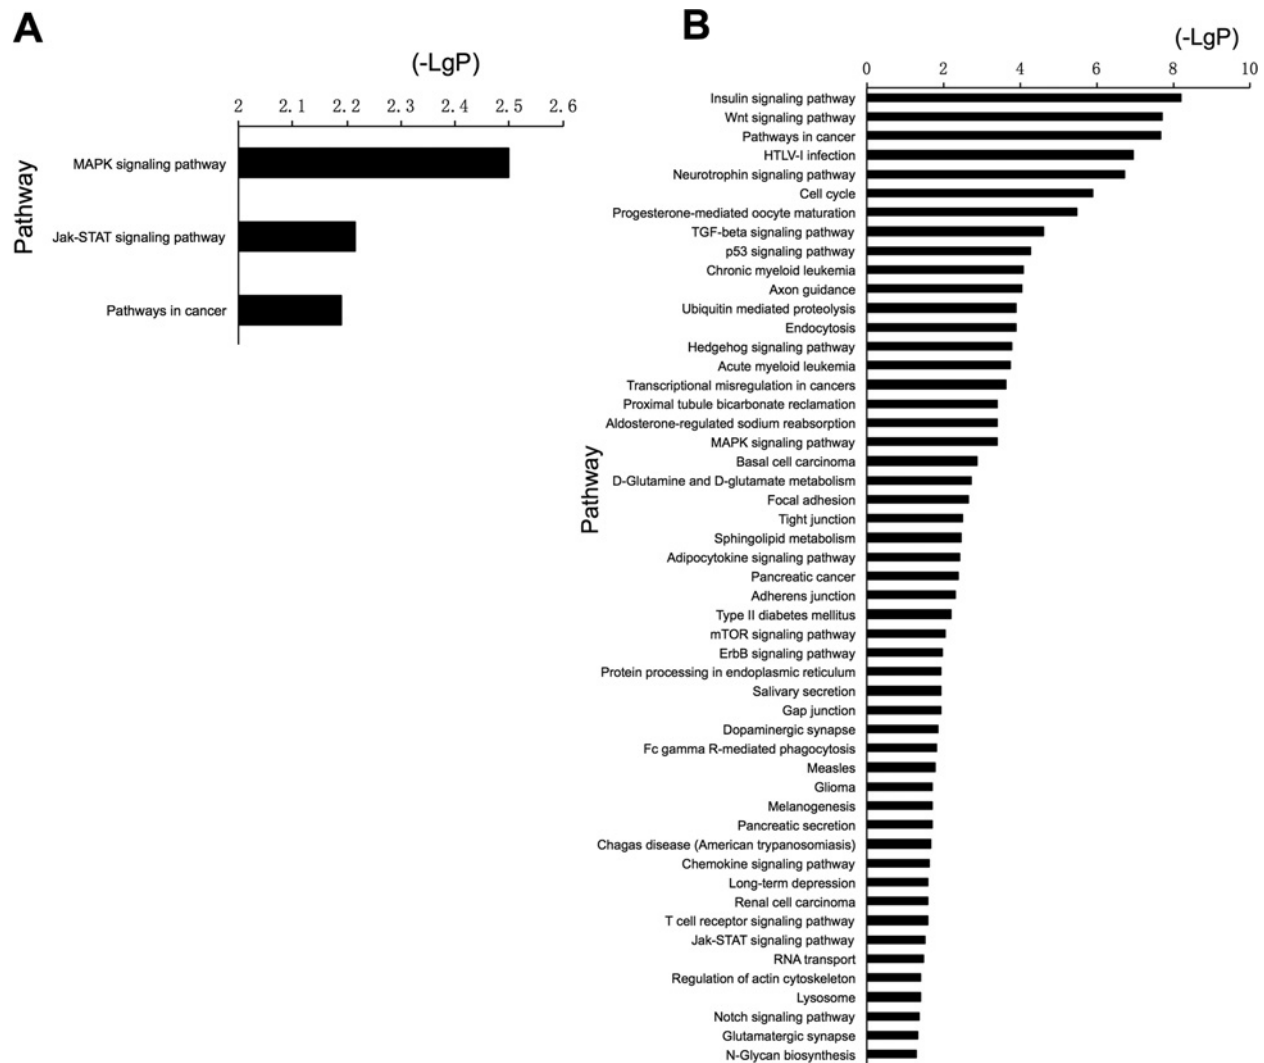 A
(-LgP)
2 2.1 2.2 2.3 2.4 2.5 2.6
Pathway
MAPK signaling pathway
Jak-STAT signaling pathway
Pathways in cancer
B
(-LgP)
0 2 4 6 8 10
Pathway
Insulin signaling pathway
Wnt signaling pathway
Pathways in cancer
HTLV-I infection
Neurotrophin signaling pathway
Cell cycle
Progesterone-mediated oocyte maturation
TGF-beta signaling pathway
p53 signaling pathway
Chronic myeloid leukemia
Axon guidance
Ubiquitin mediated proteolysis
Endocytosis
Hedgehog signaling pathway
Acute myeloid leukemia
Transcriptional misregulation in cancers
Proximal tubule bicarbonate reclamation
Aldosterone-regulated sodium reabsorption
MAPK signaling pathway
Basal cell carcinoma
D-Glutamine and D-glutamate metabolism
Focal adhesion
Tight junction
Sphingolipid metabolism
Adipocytokine signaling pathway
Pancreatic cancer
Adherens junction
Type II diabetes mellitus
mTOR signaling pathway
ErbB signaling pathway
Protein processing in endoplasmic reticulum
Salivary secretion
Gap junction
Dopaminergic synapse
Fc gamma R-mediated phagocytosis
Measles
Glioma
Melanogenesis
Pancreatic secretion
Chagas disease (American trypanosomiasis)
Chemokine signaling pathway
Long-term depression
Renal cell carcinoma
T cell receptor signaling pathway
Jak-STAT signaling pathway
RNA transport
Regulation of actin cytoskeleton
Lysosome
Notch signaling pathway
Glutamatergic synapse
N-Glycan biosynthesis